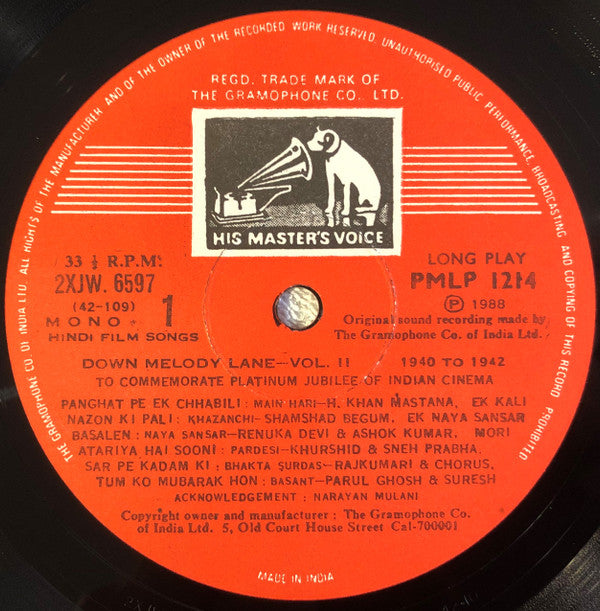 THE GRAMOPHONE CO. OF INDIA LTD. ALL RIGHTS OF THE MANUFACTURER AND OF THE OWNER OF THE RECORDED WORK RESERVED. UNAUTHORISED PUBLIC PERFORMANCE, BROADCASTING AND COPYING OF THIS RECORD PROHIBITED
REGD. TRADE MARK OF
THE GRAMOPHONE CO. LTD.
HIS MASTER'S VOICE
33 ⅓ R.P.M. LONG PLAY
2XJW. 6597 PMLP 1214
(42-109) Ⓟ 1988
MONO 1 Original sound recording made by
HINDI FILM SONGS The Gramophone Co. of India Ltd.
DOWN MELODY LANE—VOL. II 1940 TO 1942
TO COMMEMORATE PLATINUM JUBILEE OF INDIAN CINEMA
PANGHAT PE EK CHHABILI : MAIN HARI—H. KHAN MASTANA, EK KALI
NAZON KI PALI : KHAZANCHI—SHAMSHAD BEGUM, EK NAYA SANSAR
BASALEN : NAYA SANSAR—RENUKA DEVI & ASHOK KUMAR, MORI
ATARIYA HAI SOONI : PARDESI—KHURSHID & SNEH PRABHA,
SAR PE KADAM KI : BHAKTA SURDAS—RAJKUMARI & CHORUS,
TUM KO MUBARAK HON : BASANT—PARUL GHOSH & SURESH
ACKNOWLEDGEMENT : NARAYAN MULANI
Copyright owner and manufacturer : The Gramophone Co.
of India Ltd. 5, Old Court House Street Cal-700001
MADE IN INDIA